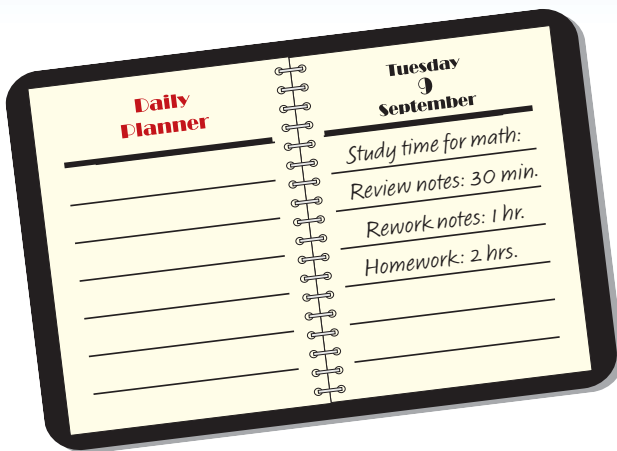 Daily
Planner
Tuesday
9
September
Study time for math:
Review notes: 30 min.
Rework notes: 1 hr.
Homework: 2 hrs.